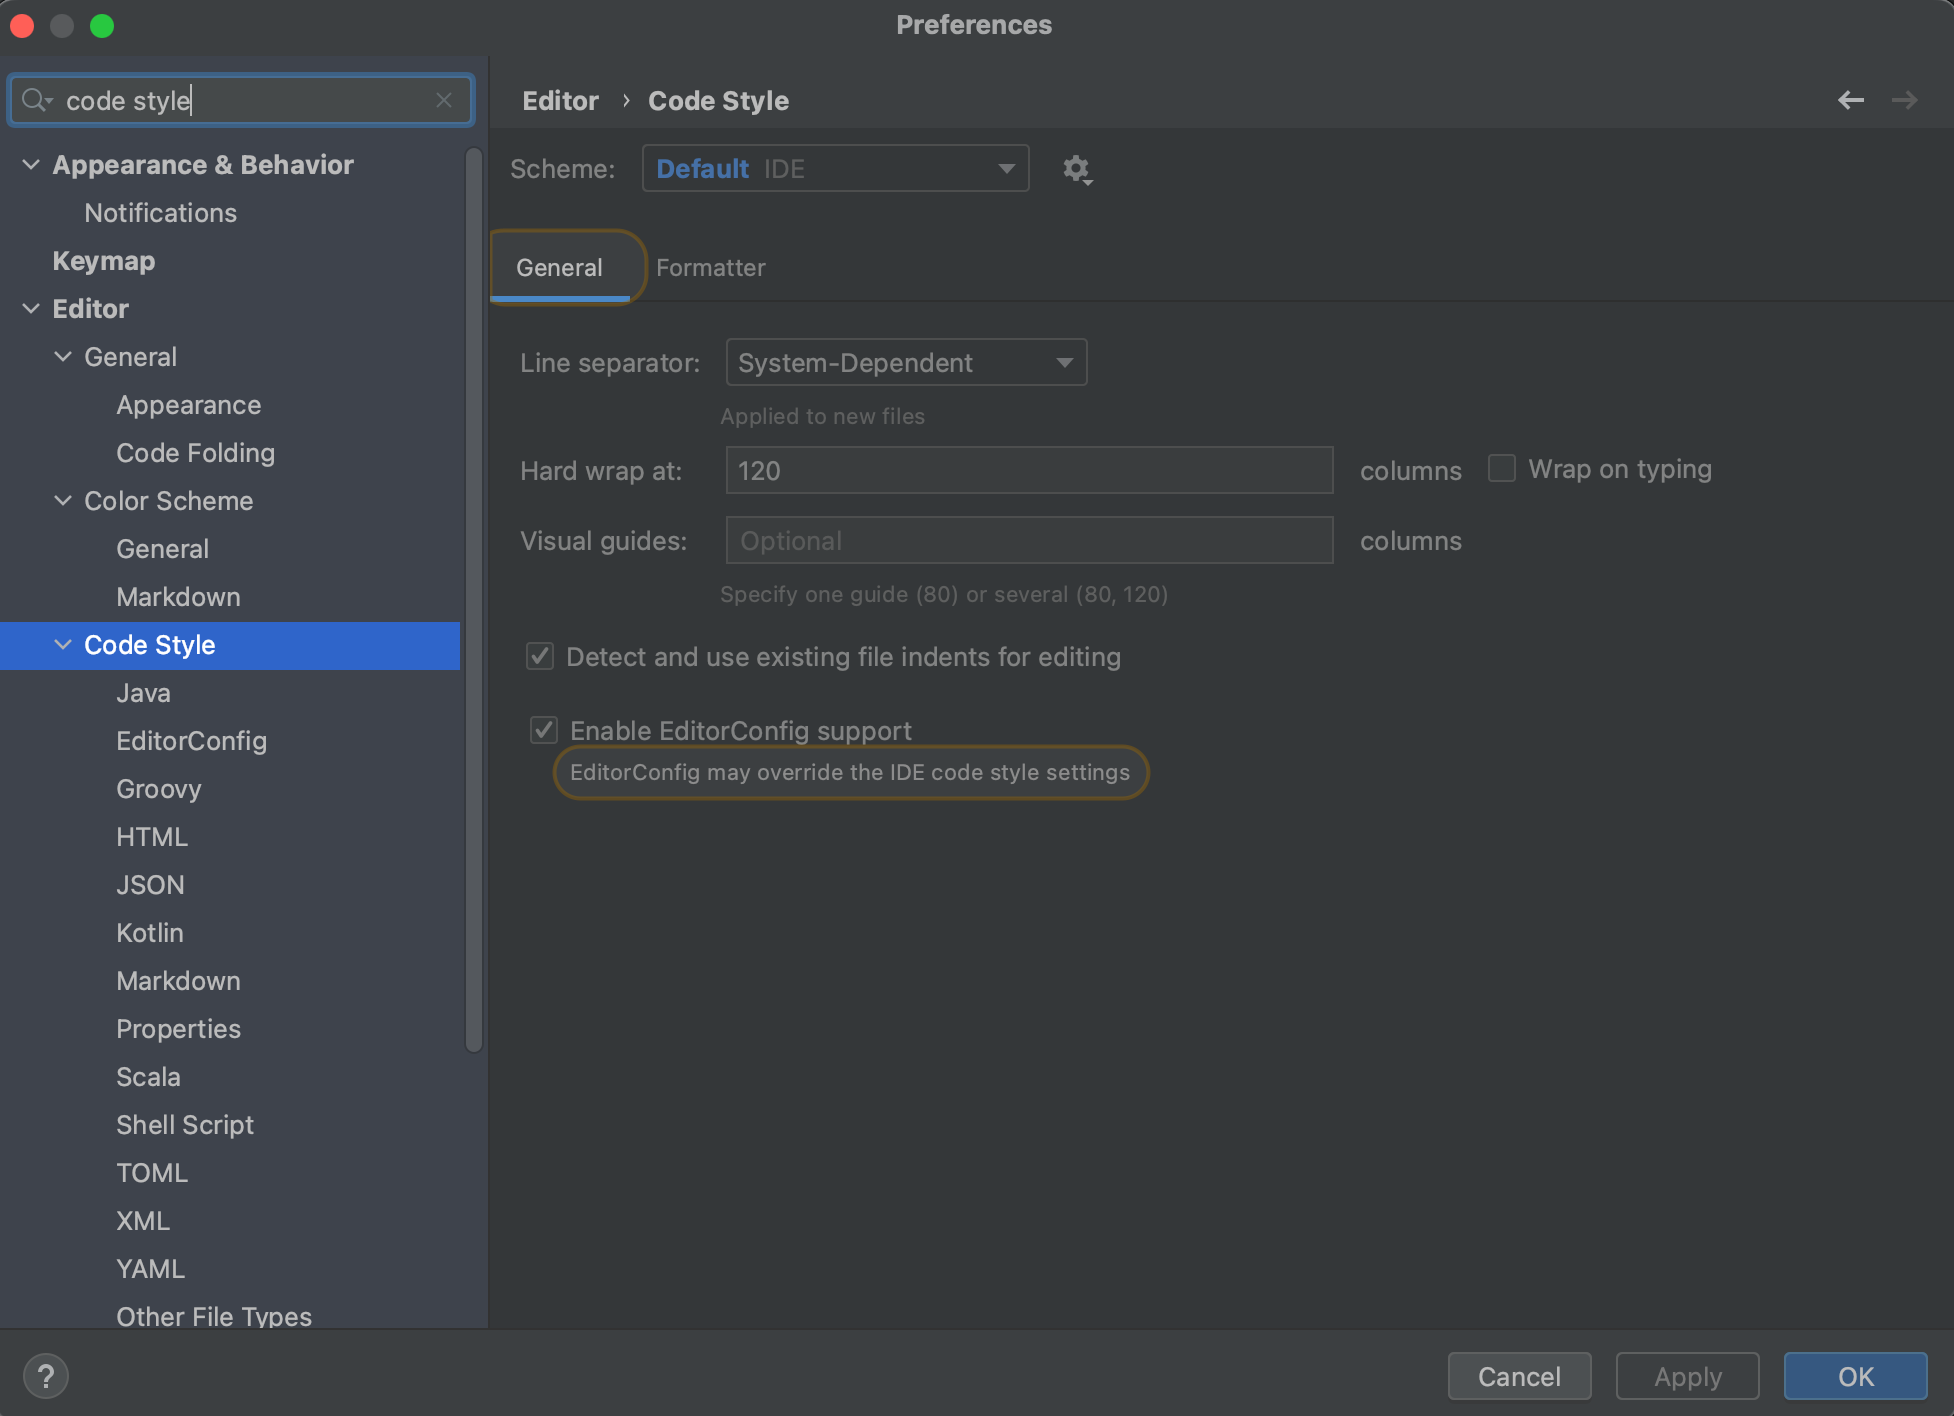 Preferences
code style
Appearance & Behavior
Notifications
Keymap
Editor
General
Appearance
Code Folding
Color Scheme
General
Markdown
Code Style
Java
EditorConfig
Groovy
HTML
JSON
Kotlin
Markdown
Properties
Scala
Shell Script
TOML
XML
YAML
Other File Types
Editor › Code Style
Scheme: Default IDE
General Formatter
Line separator: System-Dependent
Applied to new files
Hard wrap at: 120 columns Wrap on typing
Visual guides: Optional columns
Specify one guide (80) or several (80, 120)
Detect and use existing file indents for editing
Enable EditorConfig support
EditorConfig may override the IDE code style settings
? Cancel Apply OK